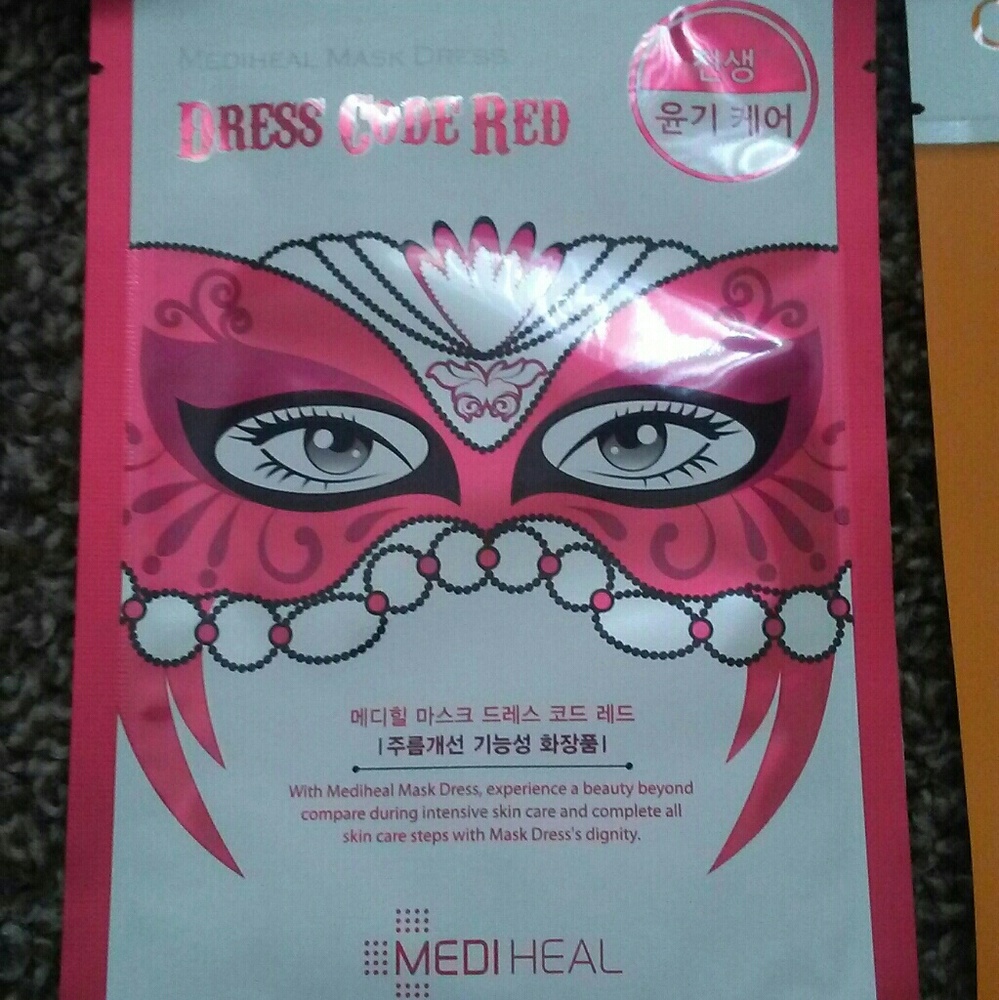 MEDIHEAL MASK DRESS
DRESS CODE RED
윤기 케어
메디힐 마스크 드레스 코드 레드
|주름개선 기능성 화장품|
With Mediheal Mask Dress, experience a beauty beyond
compare during intensive skin care and complete all
skin care steps with Mask Dress's dignity.
MEDIHEAL